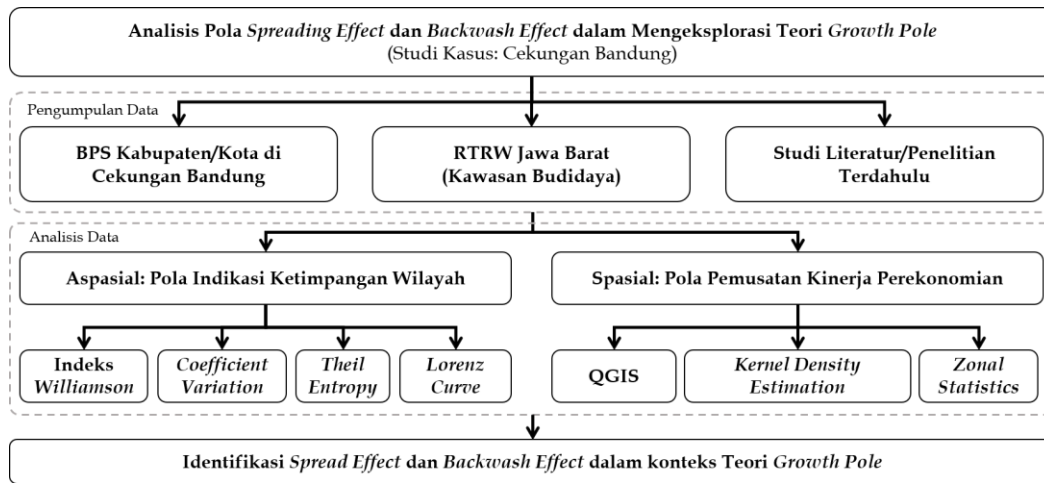 Analisis Pola Spreading Effect dan Backwash Effect dalam Mengeksplorasi Teori Growth Pole
(Studi Kasus: Cekungan Bandung)
Pengumpulan Data
BPS Kabupaten/Kota di
Cekungan Bandung
RTRW Jawa Barat
(Kawasan Budidaya)
Studi Literatur/Penelitian
Terdahulu
Analisis Data
Aspasial: Pola Indikasi Ketimpangan Wilayah
Spasial: Pola Pemusatan Kinerja Perekonomian
Indeks
Williamson
Coefficient
Variation
Theil
Entropy
Lorenz
Curve
QGIS
Kernel Density
Estimation
Zonal
Statistics
Identifikasi Spread Effect dan Backwash Effect dalam konteks Teori Growth Pole